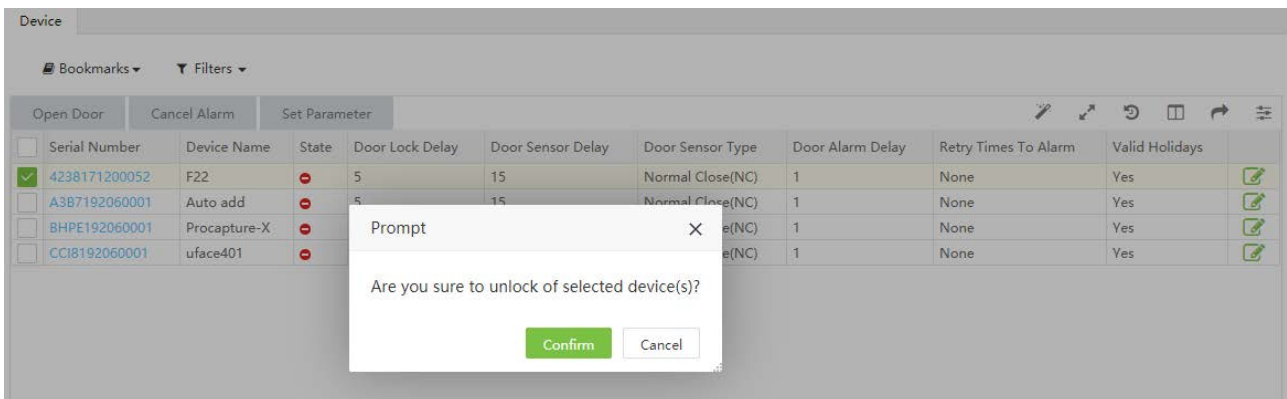 Device
Bookmarks Filters
Open Door Cancel Alarm Set Parameter
Serial Number Device Name State Door Lock Delay Door Sensor Delay Door Sensor Type Door Alarm Delay Retry Times To Alarm Valid Holidays
4238171200052 F22 5 15 Normal Close(NC) 1 None Yes
A3B7192060001 Auto add 5 15 Normal Close(NC) 1 None Yes
BHPE192060001 Procapture-X e(NC) 1 None Yes
CCI8192060001 uface401 e(NC) 1 None Yes
Prompt
Are you sure to unlock of selected device(s)?
Confirm Cancel